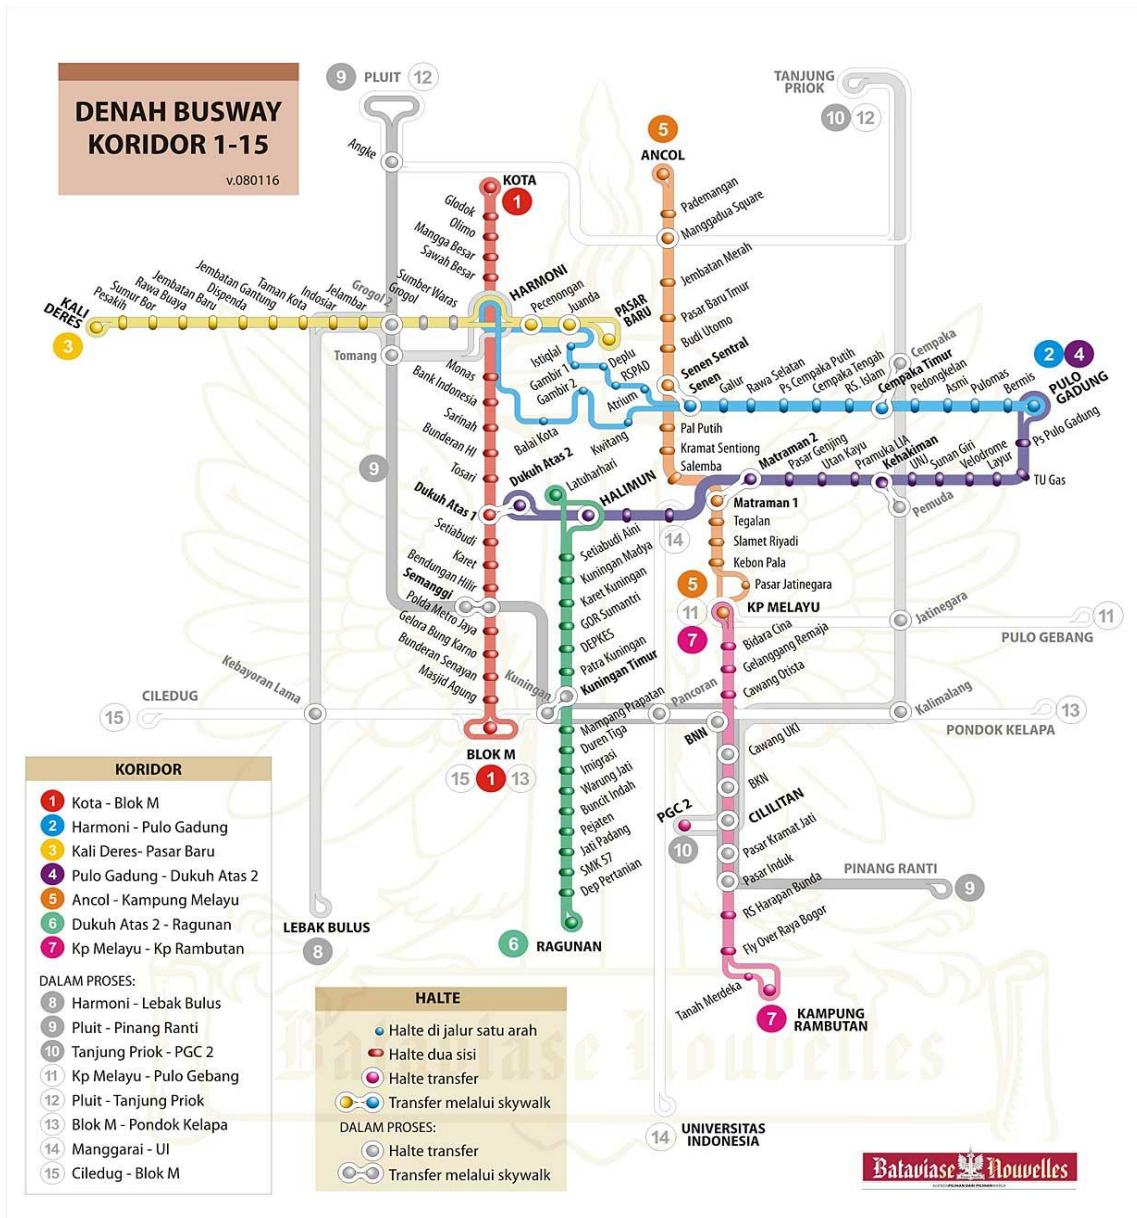 DENAH BUSWAY
KORIDOR 1-15
v.080116
9 PLUIT 12
TANJUNG
PRIOK
10 12
5
ANCOL
Angke
KOTA
1
Glodok
Olimo
Mangga Besar
Sawah Besar
Pademangan
Manggadua Square
Jembatan Merah
Pasar Baru Timur
Budi Utomo
Senen Sentral
Senen
KALI
DERES
3
Pesakih
Sumur Bor
Rawa Buaya
Jembatan Baru
Dispenda
Jembatan Gantung
Taman Kota
Indosiar
Jelambar
Grogol 2
Grogol
Sumber Waras
HARMONI
Pecenongan
Juanda
PASAR
BARU
Tomang
Monas
Bank Indonesia
Sarinah
Bunderan HI
Tosari
Dukuh Atas 1
Setiabudi
Karet
Bendungan Hilir
Semanggi
Polda Metro Jaya
Gelora Bung Karno
Bunderan Senayan
Masjid Agung
BLOK M
15 1 13
Istiqlal
Gambir 1
Gambir 2
Deplu
RSPAD
Atrium
Balai Kota
Kwitang
Galur
Rawa Selatan
Ps Cempaka Putih
Cempaka Tengah
RS. Islam
Cempaka Timur
Cempaka
Pedongkelan
Asmi
Pulomas
Bermis
2 4
PULO
GADUNG
Ps Pulo Gadung
TU Gas
Layur
Velodrome
Sunan Giri
UNJ
Kehakiman
Pramuka LIA
Utan Kayu
Pasar Genjing
Matraman 2
Pemuda
Pal Putih
Kramat Sentiong
Salemba
Matraman 1
Tegalan
Slamet Riyadi
Kebon Pala
Pasar Jatinegara
5
KP MELAYU
11
7
9
Dukuh Atas 2
Latuharhari
HALIMUN
14
Setiabudi Aini
Kuningan Madya
Karet Kuningan
GOR Sumantri
DEPKES
Patra Kuningan
Kuningan Timur
Kuningan
Mampang Prapatan
Duren Tiga
Imigrasi
Warung Jati
Buncit Indah
Pejaten
Jati Padang
SMK 57
Dep Pertanian
6 RAGUNAN
Bidara Cina
Gelanggang Remaja
Cawang Otista
Pancoran
BNN
Cawang UKI
BKN
CILILITAN
PGC 2
10
Pasar Kramat Jati
Pasar Induk
RS Harapan Bunda
Fly Over Raya Bogor
Tanah Merdeka
7
KAMPUNG
RAMBUTAN
Jatinegara
11
PULO GEBANG
Kalimalang
13
PONDOK KELAPA
PINANG RANTI
9
Kebayoran Lama
CILEDUG
15
LEBAK BULUS
8
14
UNIVERSITAS
INDONESIA
KORIDOR
1 Kota - Blok M
2 Harmoni - Pulo Gadung
3 Kali Deres- Pasar Baru
4 Pulo Gadung - Dukuh Atas 2
5 Ancol - Kampung Melayu
6 Dukuh Atas 2 - Ragunan
7 Kp Melayu - Kp Rambutan
DALAM PROSES:
8 Harmoni - Lebak Bulus
9 Pluit - Pinang Ranti
10 Tanjung Priok - PGC 2
11 Kp Melayu - Pulo Gebang
12 Pluit - Tanjung Priok
13 Blok M - Pondok Kelapa
14 Manggarai - UI
15 Ciledug - Blok M
HALTE
Halte di jalur satu arah
Halte dua sisi
Halte transfer
Transfer melalui skywalk
DALAM PROSES:
Halte transfer
Transfer melalui skywalk
Bataviase Nouvelles
Bataviase Nouvelles